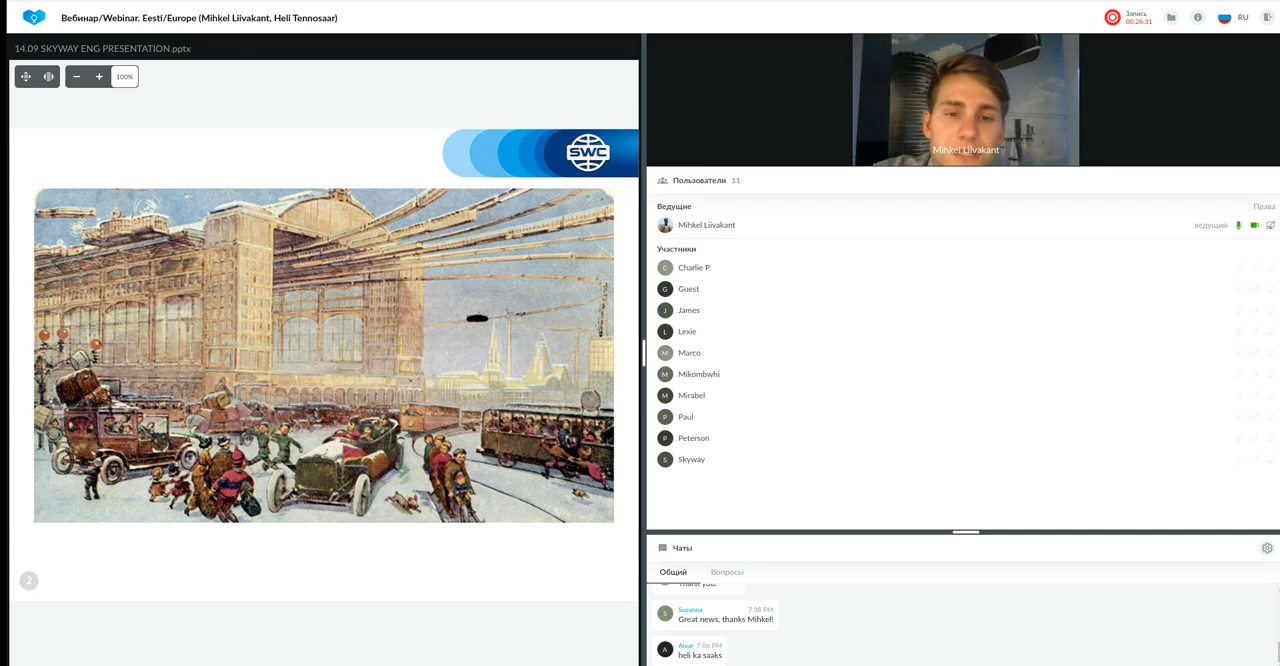 Вебинар/Webinar. Eesti/Europe (Mihkel Liivakant, Heli Tennosaar)
Запись
00:28:31
RU
14.09 SKYWAY ENG PRESENTATION.pptx
100%
SWC
2
Mihkel Liivakant
Пользователи 11
Ведущие
Права
Mihkel Liivakant
ведущий
Участники
C Charlie P.
G Guest
J James
L Lexie
M Marco
M Mikombwhi
M Mirabel
P Paul
P Peterson
S Skyway
Чаты
Общий
Вопросы
Thank you!
S Suzanna 7:38 PM
Great news, thanks Mihkel!
A Aivar 7:06 PM
heli ka saaks